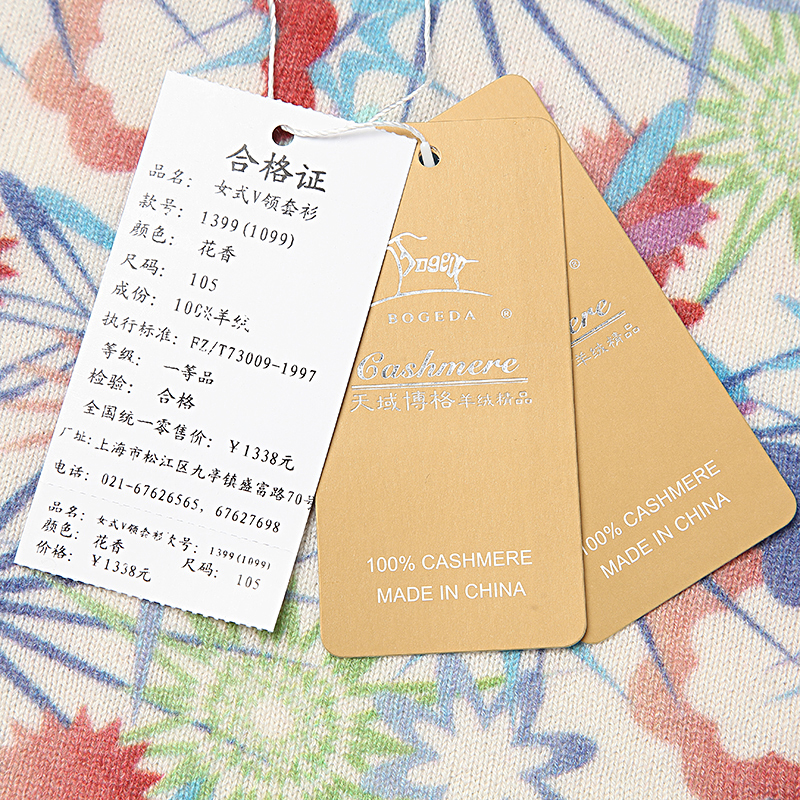 合格证
品名: 女式V领套衫
款号: 1399(1099)
颜色: 花香
尺码: 105
成份: 100%羊绒
执行标准: FZ/T73009-1997
等级: 一等品
检验: 合格
全国统一零售价: ¥1338元
厂址: 上海市松江区九亭镇盛富路70号
电话: 021-67626565, 67627698
品名: 女式V领套衫 款号: 1399(1099)
颜色: 花香 尺码: 105
价格: ¥1338元
Bogeda
BOGEDA ®
Cashmere
天域博格羊绒精品
100% CASHMERE
MADE IN CHINA
®
羊绒精品
100% CASHMERE
MADE IN CHINA